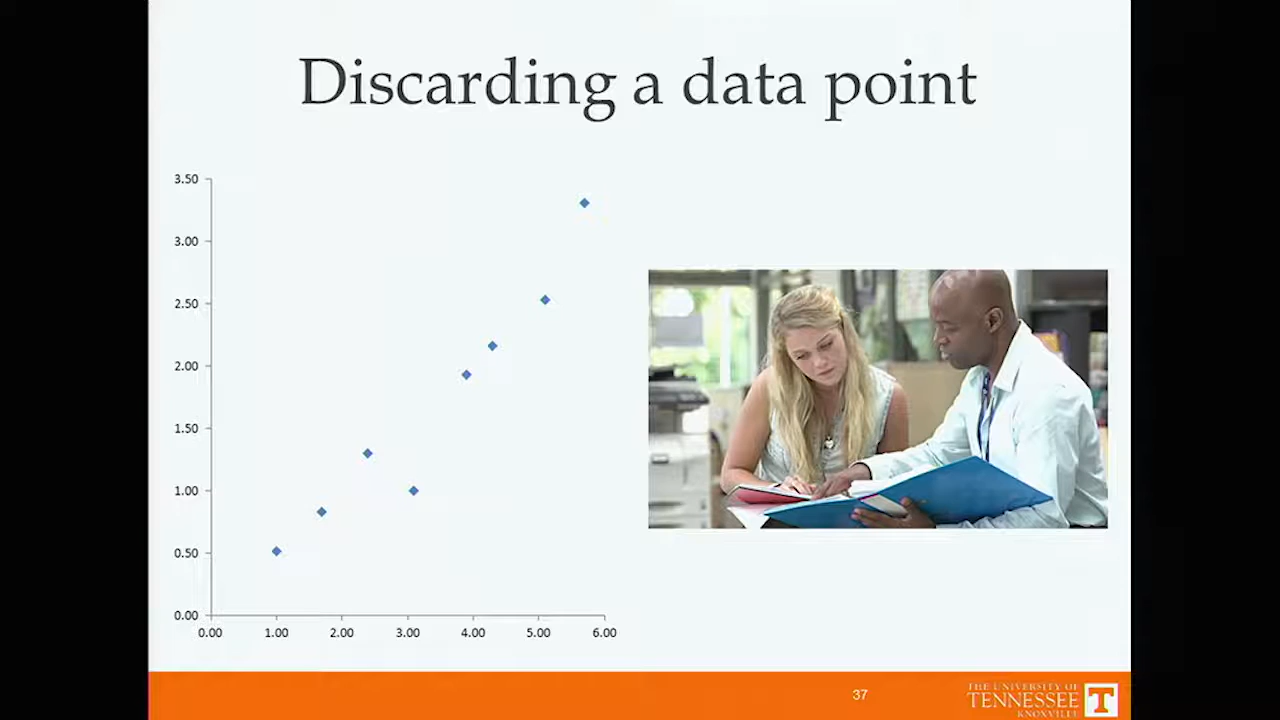 Discarding a data point
3.50
3.00
2.50
2.00
1.50
1.00
0.50
0.00
0.00 1.00 2.00 3.00 4.00 5.00 6.00
37
THE UNIVERSITY OF
TENNESSEE
KNOXVILLE
T